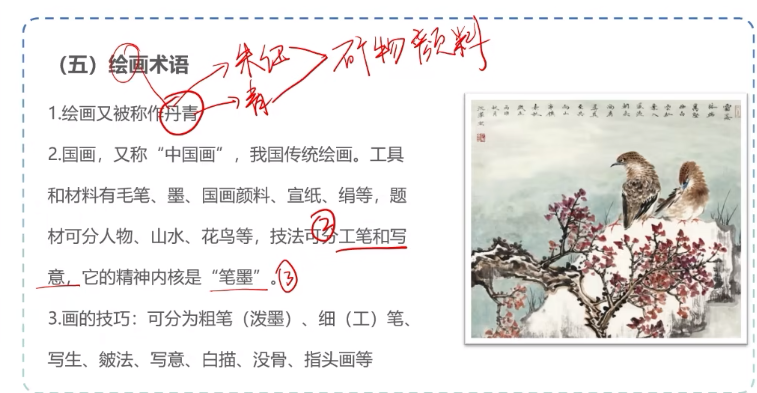 （五）绘画术语
朱
青
矿物颜料
1.绘画又被称作丹青
2.国画，又称“中国画”，我国传统绘画。工具
和材料有毛笔、墨、国画颜料、宣纸、绢等，题
材可分人物、山水、花鸟等，技法可分工笔和写
②
意，它的精神内核是“笔墨”。③
3.画的技巧：可分为粗笔（泼墨）、细（工）笔、
写生、皴法、写意、白描、没骨、指头画等